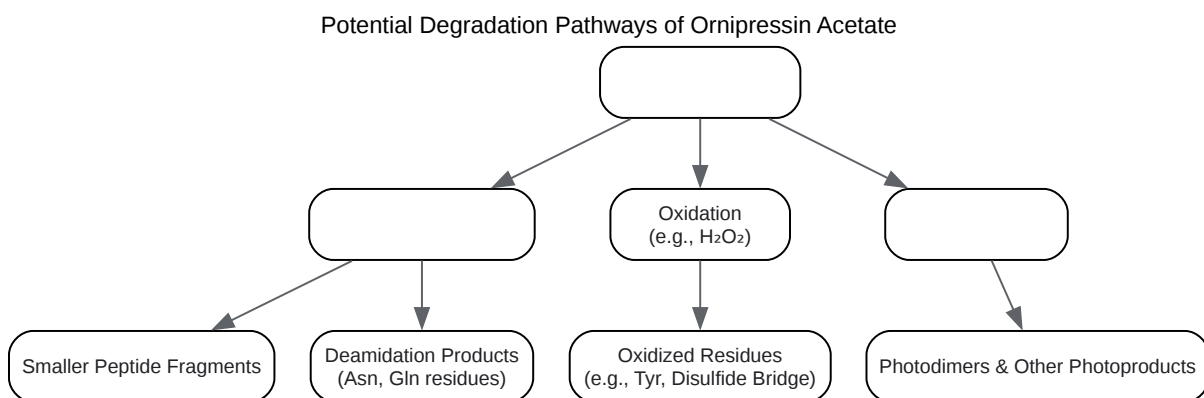 Potential Degradation Pathways of Ornipressin Acetate
Oxidation
(e.g., H₂O₂)
Smaller Peptide Fragments
Deamidation Products
(Asn, Gln residues)
Oxidized Residues
(e.g., Tyr, Disulfide Bridge)
Photodimers & Other Photoproducts